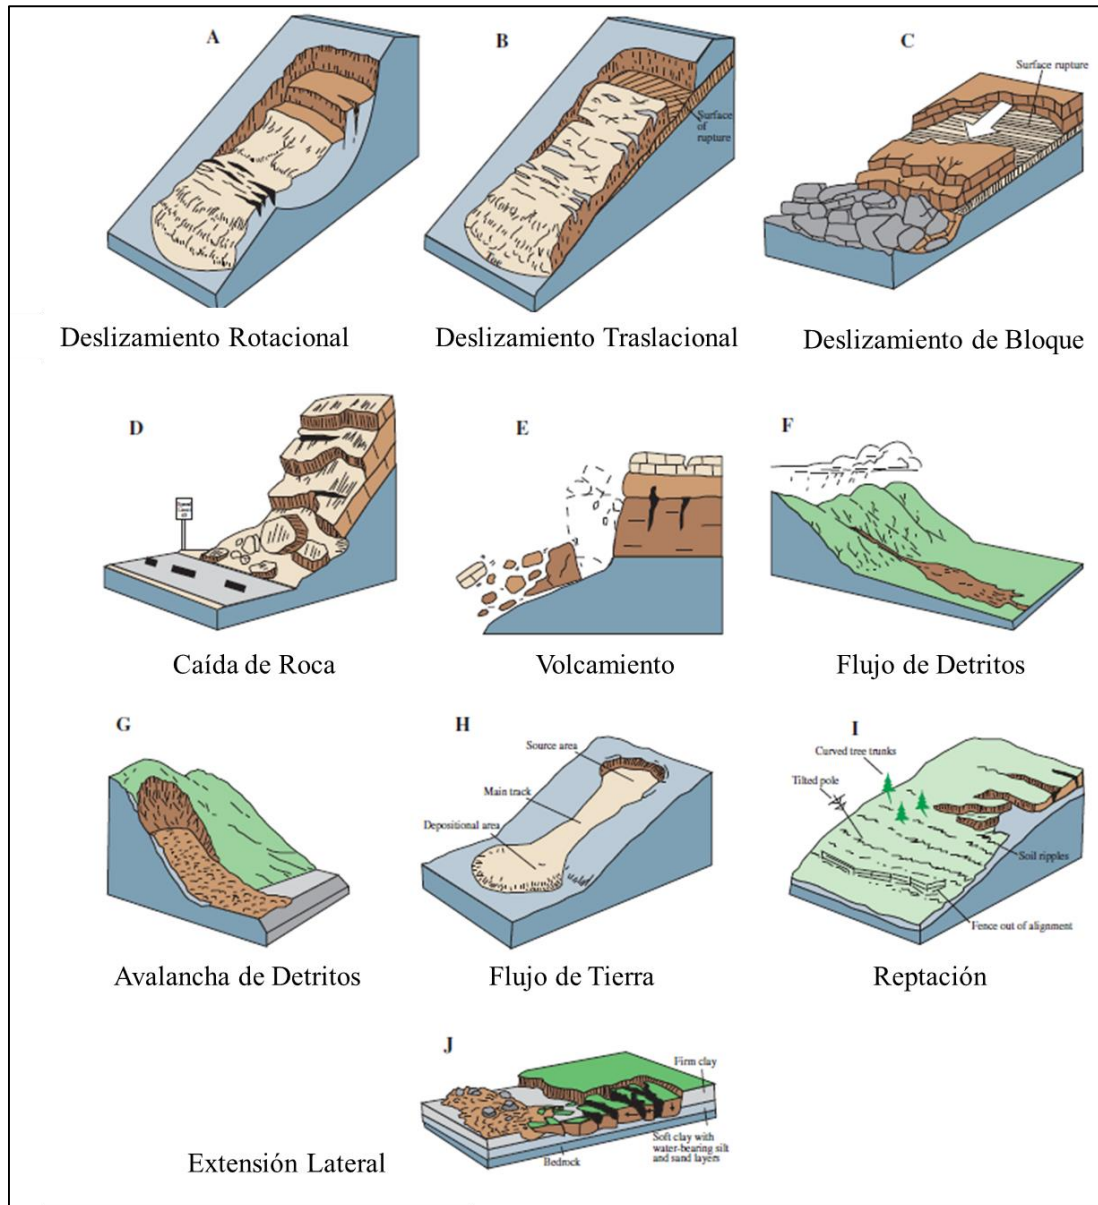 A
B
C
Surface rupture
Surface
of
rupture
Toe
Deslizamiento Rotacional
Deslizamiento Traslacional
Deslizamiento de Bloque
D
E
F
Caída de Roca
Volcamiento
Flujo de Detritos
G
H
I
Source area
Main track
Depositional area
Curved tree trunks
Tilted pole
Soil ripples
Fence out of alignment
Avalancha de Detritos
Flujo de Tierra
Reptación
J
Firm clay
Soft clay with
water-bearing silt
and sand layers
Bedrock
Extensión Lateral